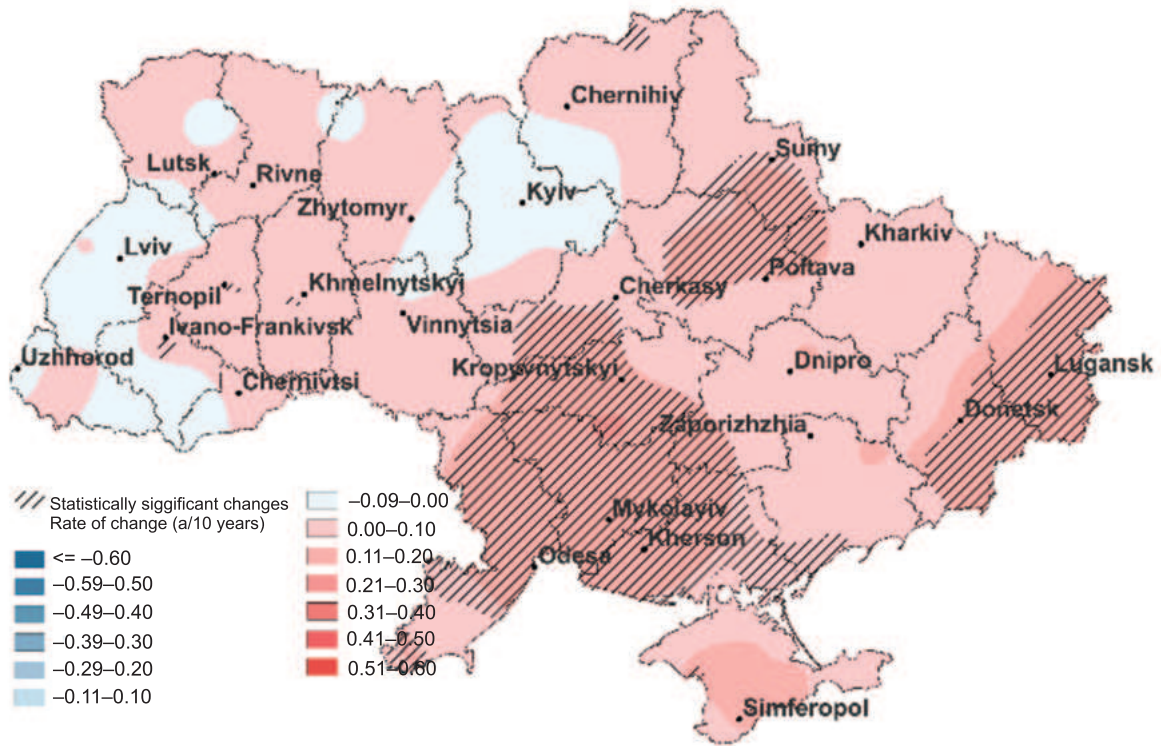 Chernihiv
Sumy
Lutsk
Rivne
Kyiv
Zhytomyr
Kharkiv
Lviv
Poltava
Khmelnytskyi
Cherkasy
Ternopil
Ivano-Frankivsk
Vinnytsia
Uzhhorod
Dnipro
Lugansk
Kropyvnytskyi
Chernivtsi
Donetsk
Zaporizhzhia
Mykolayiv
Kherson
Odesa
Simferopol
Statistically siggificant changes
Rate of change (a/10 years)
<= –0.60
–0.59–0.50
–0.49–0.40
–0.39–0.30
–0.29–0.20
–0.11–0.10
–0.09–0.00
0.00–0.10
0.11–0.20
0.21–0.30
0.31–0.40
0.41–0.50
0.51–0.60